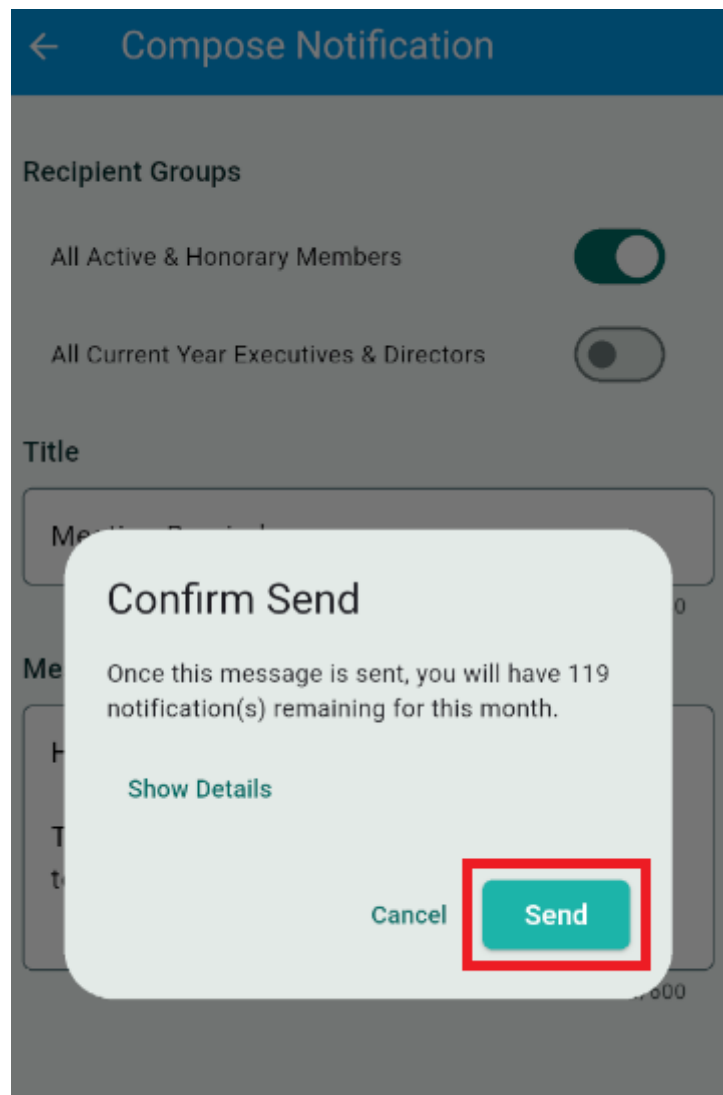 Compose Notification
Recipient Groups
All Active & Honorary Members
All Current Year Executives & Directors
Title
Confirm Send
Once this message is sent, you will have 119
notification(s) remaining for this month.
Show Details
Cancel
Send